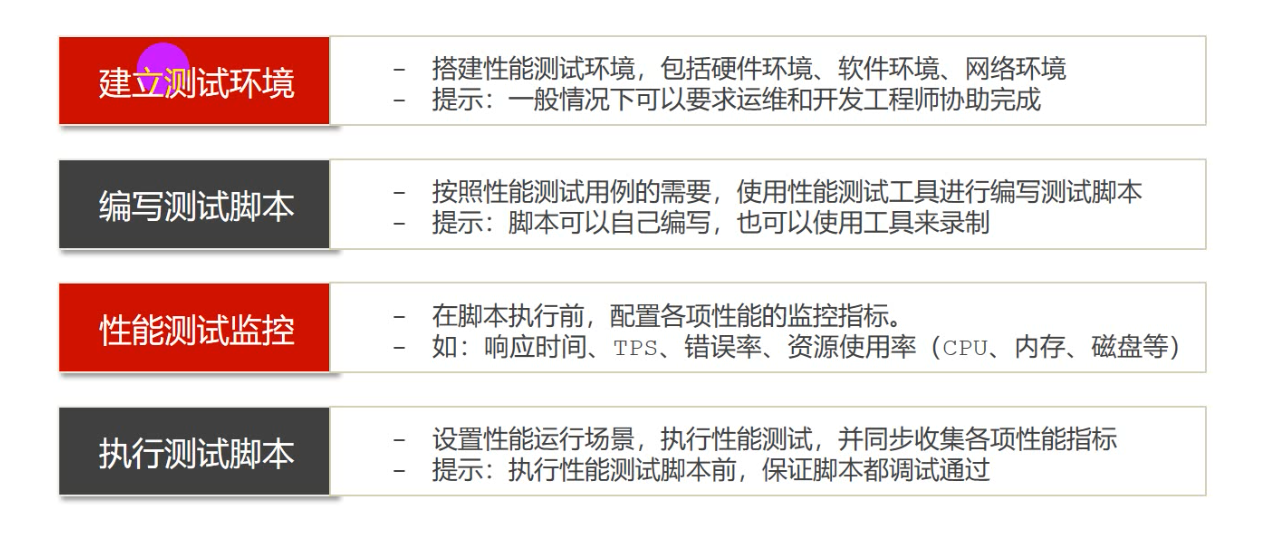 建立测试环境
- 搭建性能测试环境，包括硬件环境、软件环境、网络环境
- 提示：一般情况下可以要求运维和开发工程师协助完成
编写测试脚本
- 按照性能测试用例的需要，使用性能测试工具进行编写测试脚本
- 提示：脚本可以自己编写，也可以使用工具来录制
性能测试监控
- 在脚本执行前，配置各项性能的监控指标。
- 如：响应时间、TPS、错误率、资源使用率（CPU、内存、磁盘等）
执行测试脚本
- 设置性能运行场景，执行性能测试，并同步收集各项性能指标
- 提示：执行性能测试脚本前，保证脚本都调试通过